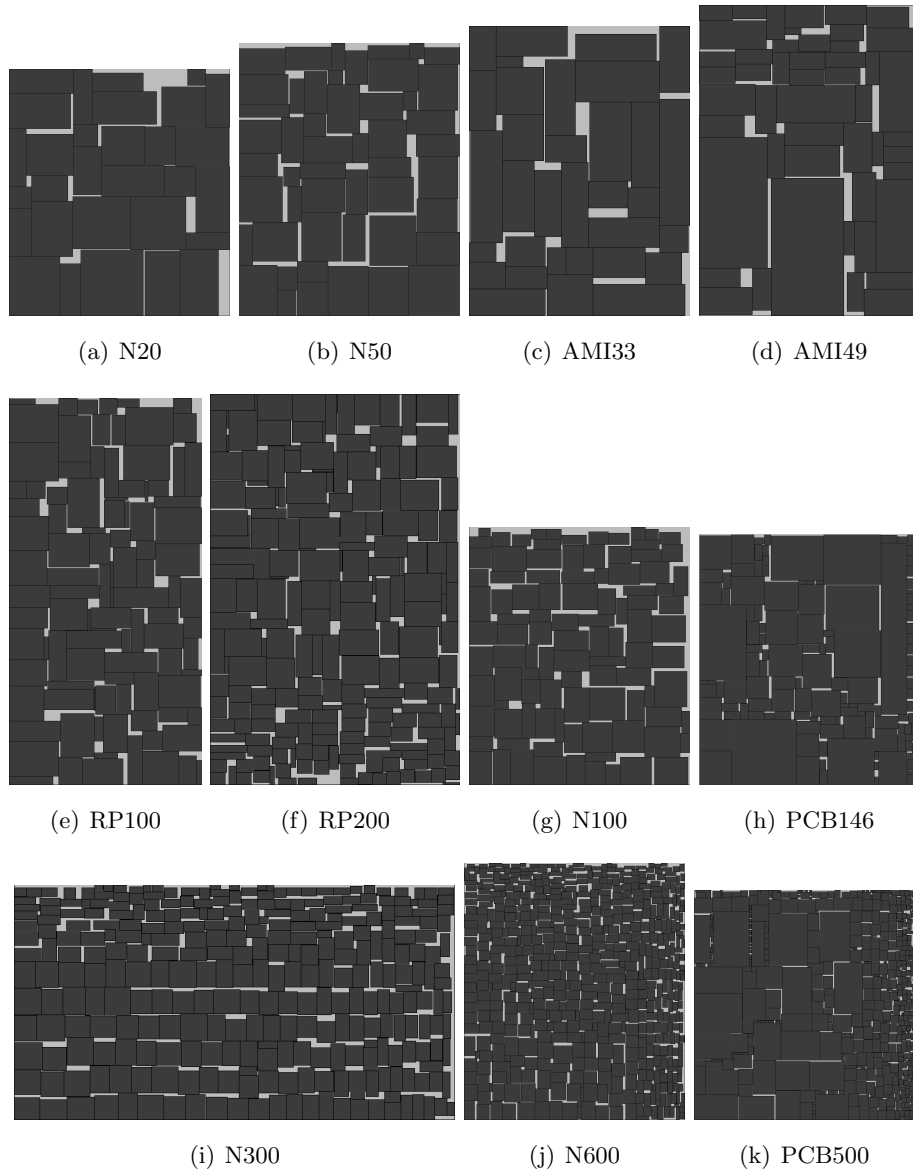 (a) N20
(b) N50
(c) AMI33
(d) AMI49
(e) RP100
(f) RP200
(g) N100
(h) PCB146
(i) N300
(j) N600
(k) PCB500